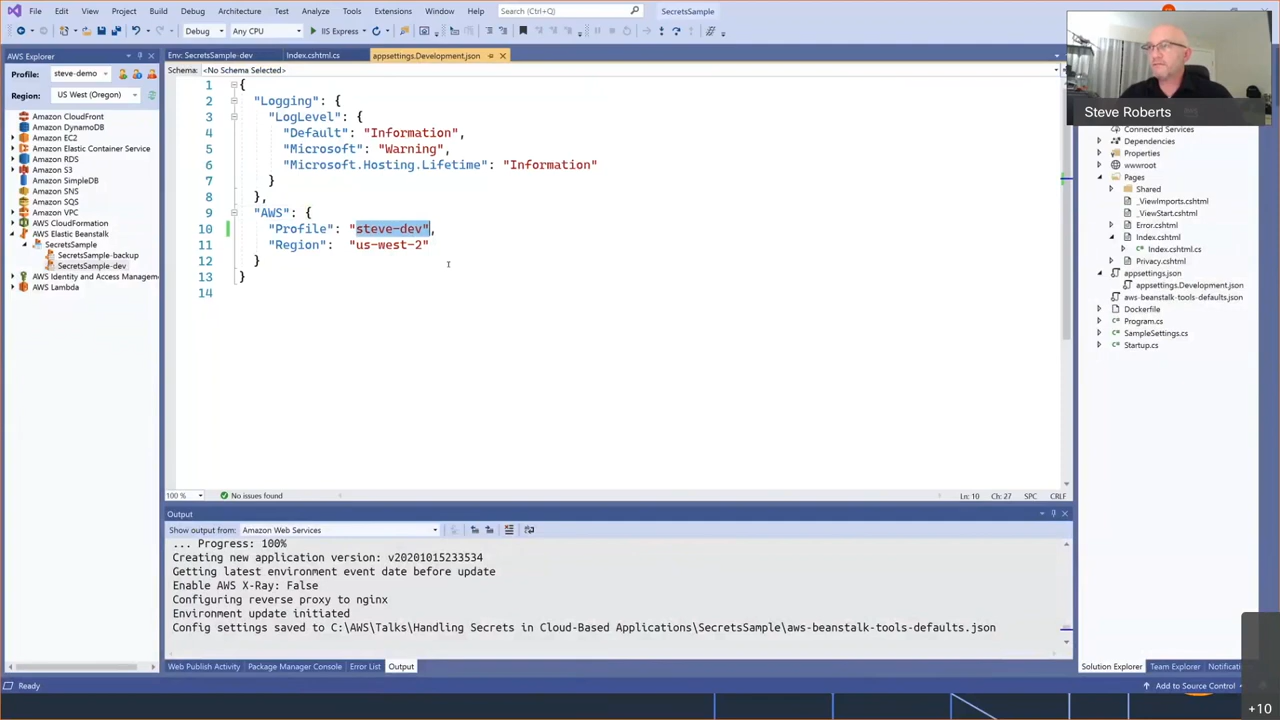 File Edit View Project Build Debug Architecture Test Analyze Tools Extensions Window Help Search (Ctrl+Q) SecretsSample
Debug Any CPU IIS Express
AWS Explorer
Env: SecretsSample-dev Index.cshtml.cs appsettings.Development.json
Profile: steve-demo
Schema: <No Schema Selected>
Region: US West (Oregon)
Amazon CloudFront
Amazon DynamoDB
Amazon EC2
Amazon Elastic Container Service
Amazon RDS
Amazon S3
Amazon SimpleDB
Amazon SNS
Amazon SQS
Amazon VPC
AWS CloudFormation
AWS Elastic Beanstalk
SecretsSample
SecretsSample-backup
SecretsSample-dev
AWS Identity and Access Managem
AWS Lambda
1 {
2 "Logging": {
3 "LogLevel": {
4 "Default": "Information",
5 "Microsoft": "Warning",
6 "Microsoft.Hosting.Lifetime": "Information"
7 }
8 },
9 "AWS": {
10 "Profile": "steve-dev",
11 "Region": "us-west-2"
12 }
13 }
14
Steve Roberts
Connected Services
Dependencies
Properties
wwwroot
Pages
Shared
_ViewImports.cshtml
_ViewStart.cshtml
Error.cshtml
Index.cshtml
Index.cshtml.cs
Privacy.cshtml
appsettings.json
appsettings.Development.json
aws-beanstalk-tools-defaults.json
Dockerfile
Program.cs
SampleSettings.cs
Startup.cs
100 % No issues found Ln: 10 Ch: 27 SPC CRLF
Output
Show output from: Amazon Web Services
... Progress: 100%
Creating new application version: v20201015233534
Getting latest environment event date before update
Enable AWS X-Ray: False
Configuring reverse proxy to nginx
Environment update initiated
Config settings saved to C:\AWS\Talks\Handling Secrets in Cloud-Based Applications\SecretsSample\aws-beanstalk-tools-defaults.json
Web Publish Activity Package Manager Console Error List Output
Solution Explorer Team Explorer Notificati
Ready Add to Source Control
+10